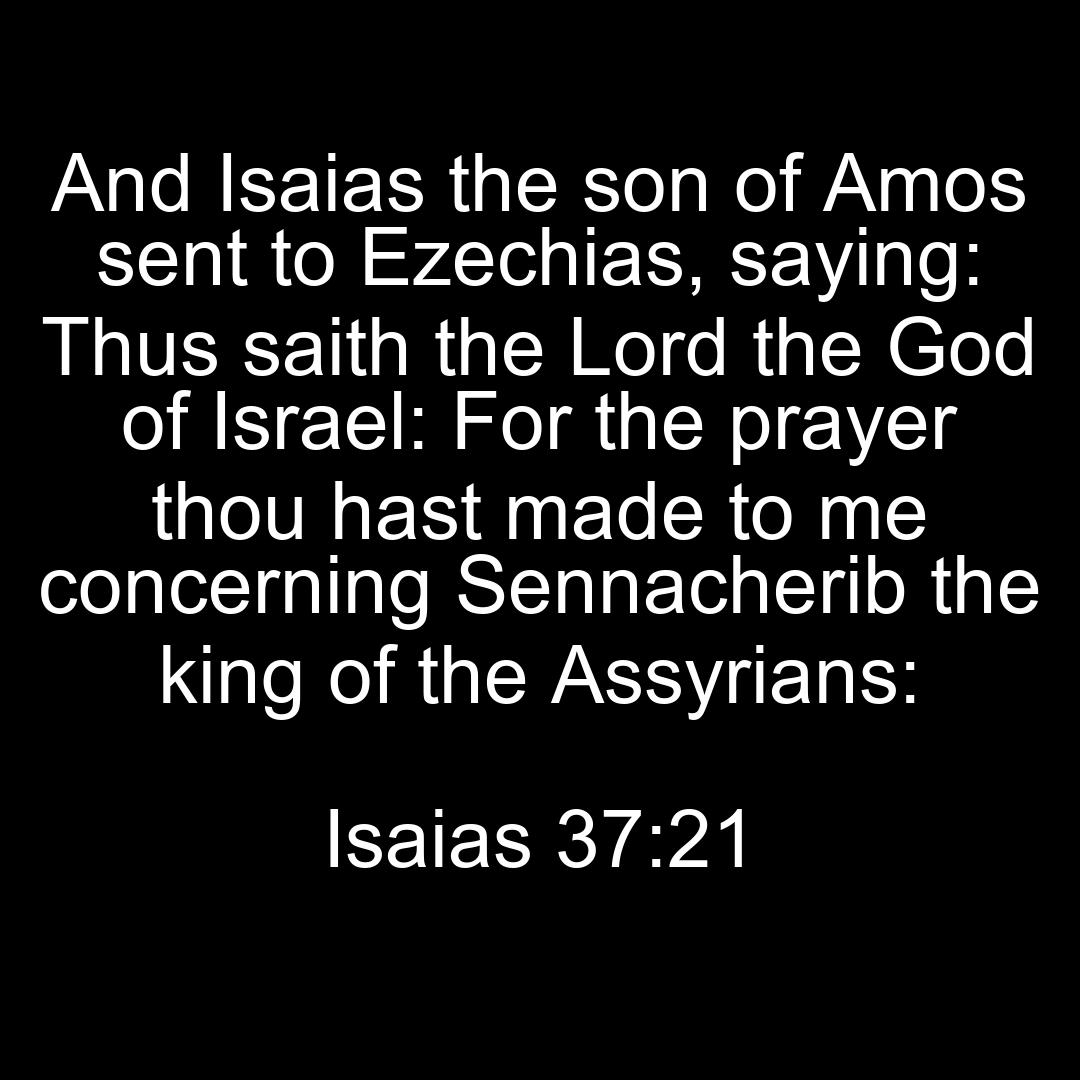 And Isaias the son of Amos
sent to Ezechias, saying:
Thus saith the Lord the God
of Israel: For the prayer
thou hast made to me
concerning Sennacherib the
king of the Assyrians:
Isaias 37:21